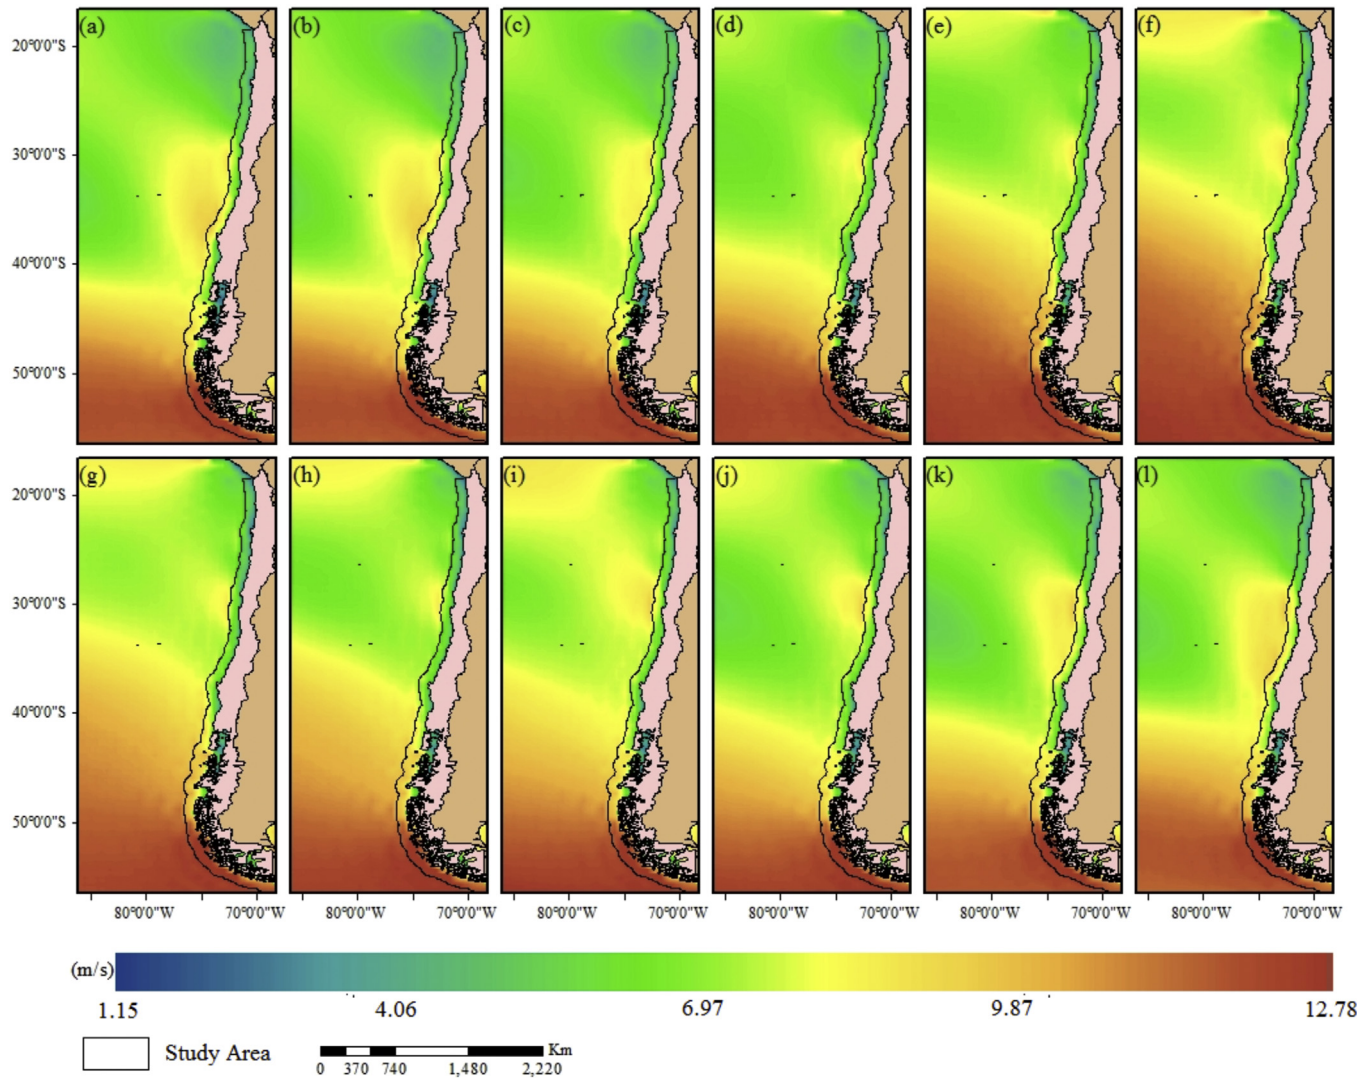 (a) (b) (c) (d) (e) (f)
20°0'0"S
30°0'0"S
40°0'0"S
50°0'0"S
(g) (h) (i) (j) (k) (l)
20°0'0"S
30°0'0"S
40°0'0"S
50°0'0"S
80°0'0"W 70°0'0"W 80°0'0"W 70°0'0"W 80°0'0"W 70°0'0"W 80°0'0"W 70°0'0"W 80°0'0"W 70°0'0"W 80°0'0"W 70°0'0"W
(m/s)
1.15 4.06 6.97 9.87 12.78
Study Area
Km
0 370 740 1,480 2,220